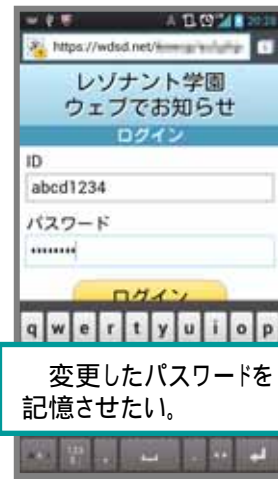 https://wdsd.net/
レゾナント学園
ウェブでお知らせ
ログイン
ID
abcd1234
パスワード
••••••••
ログイン
q w e r t y u i o p
変更したパスワードを
記憶させたい。